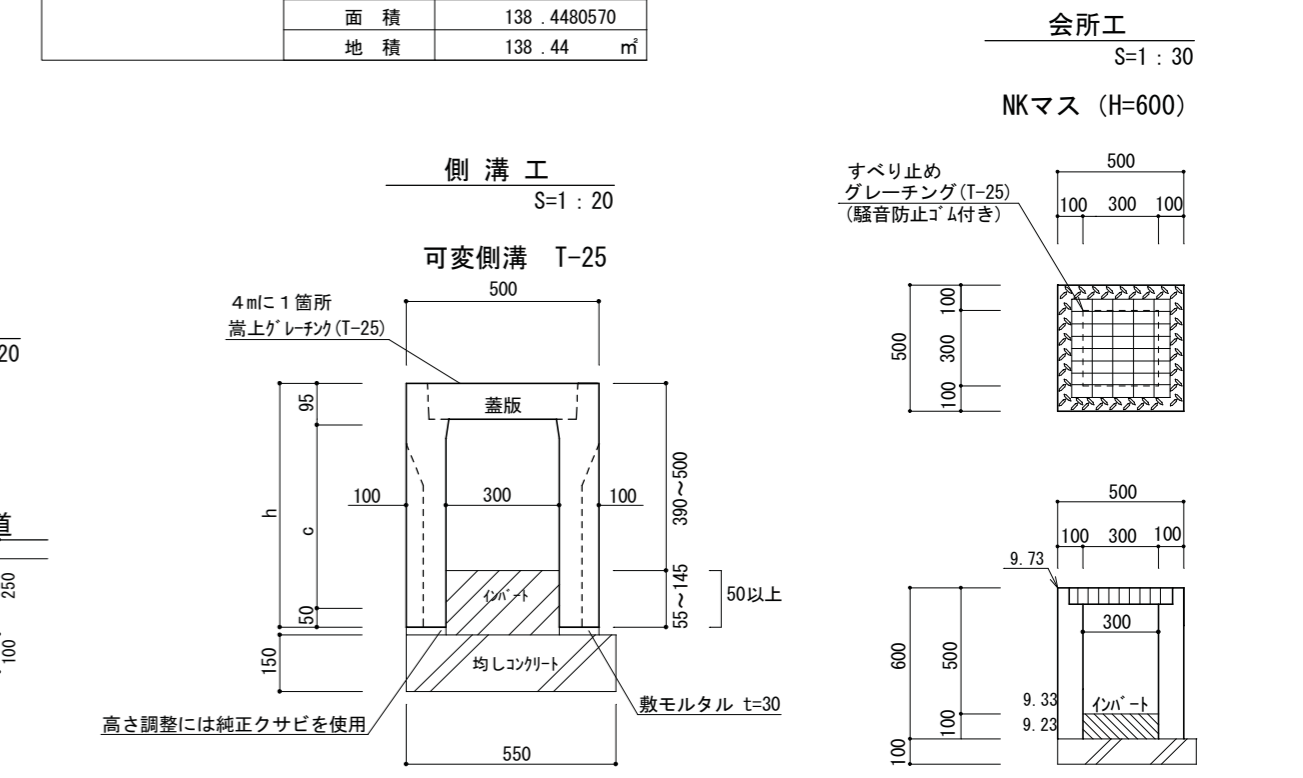 面 積 138 .4480570
地 積 138 .44 ㎡
会所工
S=1 : 30
NKマス (H=600)
すべり止め
グレーチング(T-25)
(騒音防止ｺﾞﾑ付き)
500
100 300 100
500
100
300
100
側 溝 工
S=1 : 20
可変側溝 T-25
500
4mに1箇所
嵩上ｸﾞﾚｰﾁﾝｸ(T-25)
蓋版
95
h
c
50
150
100
300
100
390~500
55~145
50以上
ｲﾝﾊﾞｰﾄ
均しｺﾝｸﾘｰﾄ
敷モルタル t=30
高さ調整には純正クサビを使用
550
500
100 300 100
9.73
300
600
500
100
100
9.33
9.23
ｲﾝﾊﾞｰﾄ
20
道
250
100